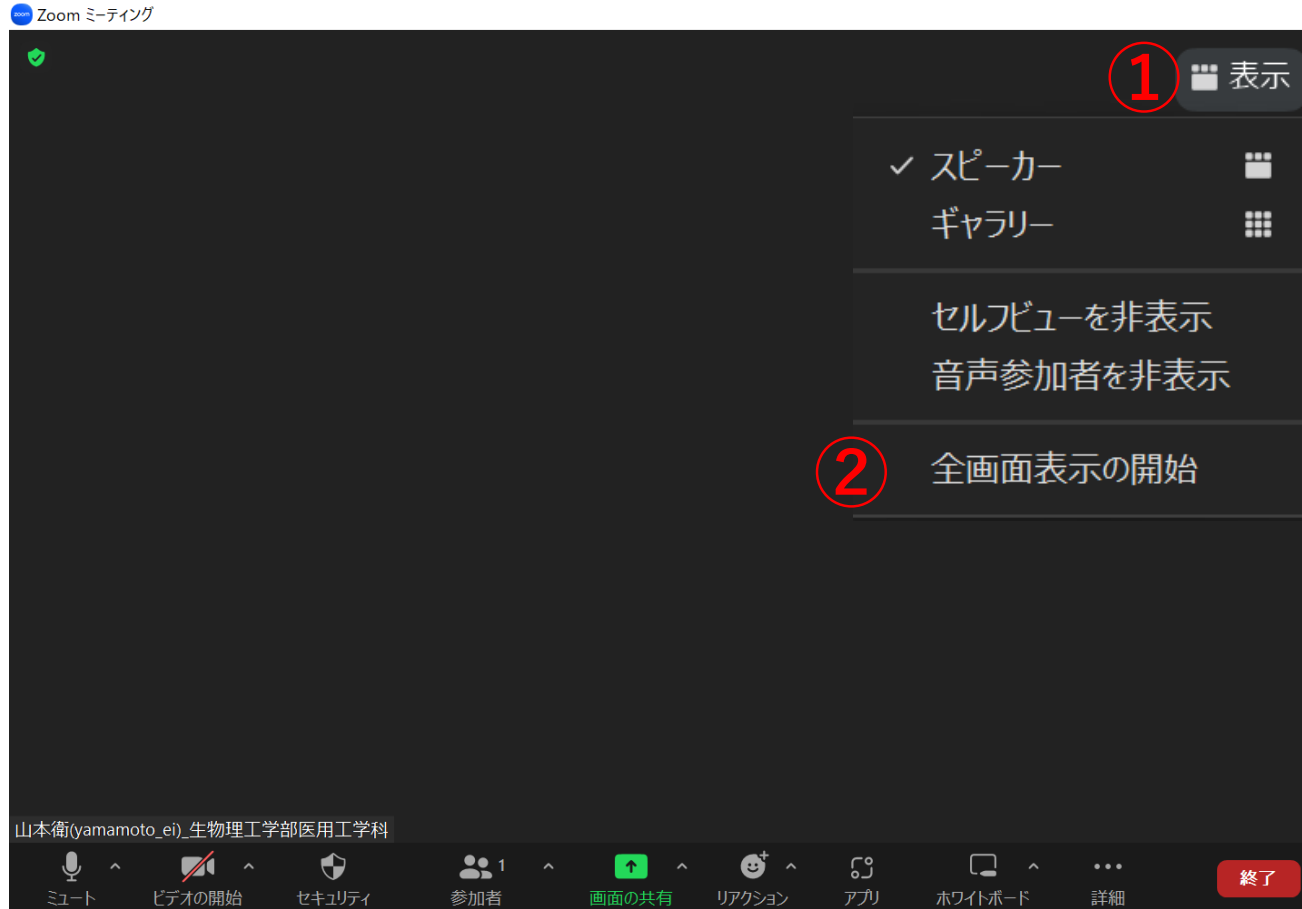 zoom Zoom ミーティング
① 表示
スピーカー
ギャラリー
セルフビューを非表示
音声参加者を非表示
② 全画面表示の開始
山本衛(yamamoto_ei)_生物理工学部医用工学科
1
ミュート ビデオの開始 セキュリティ 参加者 画面の共有 リアクション アプリ ホワイトボード 詳細 終了